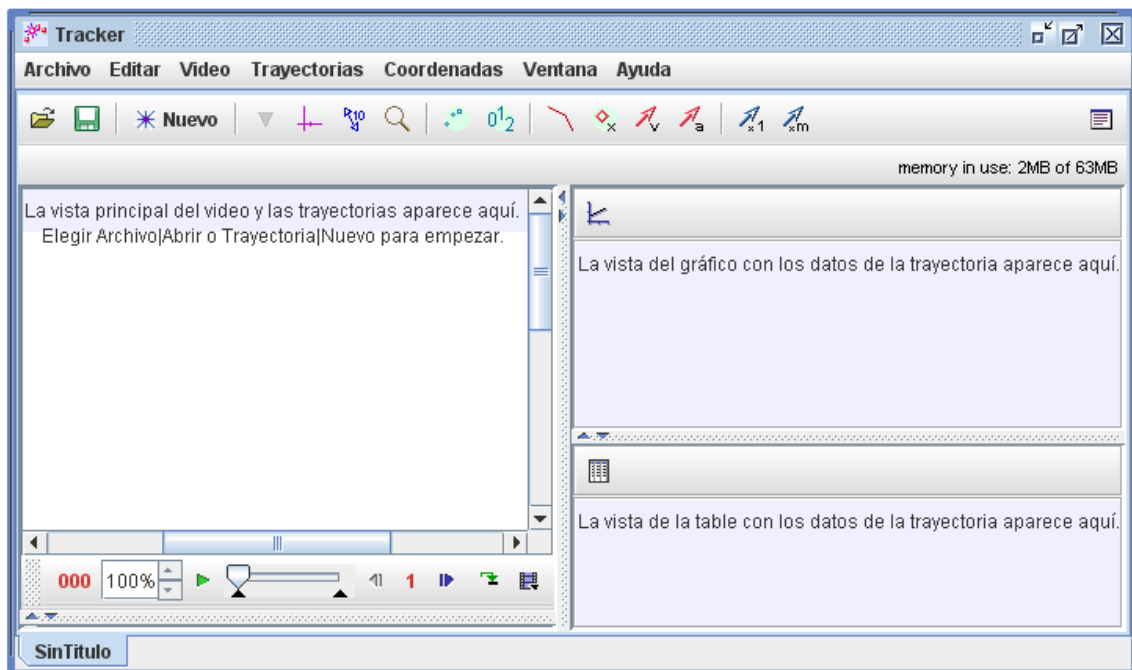 Tracker
Archivo Editar Video Trayectorias Coordenadas Ventana Ayuda
Nuevo
memory in use: 2MB of 63MB
La vista principal del video y las trayectorias aparece aquí.
Elegir Archivo|Abrir o Trayectoria|Nuevo para empezar.
La vista del gráfico con los datos de la trayectoria aparece aquí.
La vista de la table con los datos de la trayectoria aparece aquí.
000 100% 1
SinTitulo